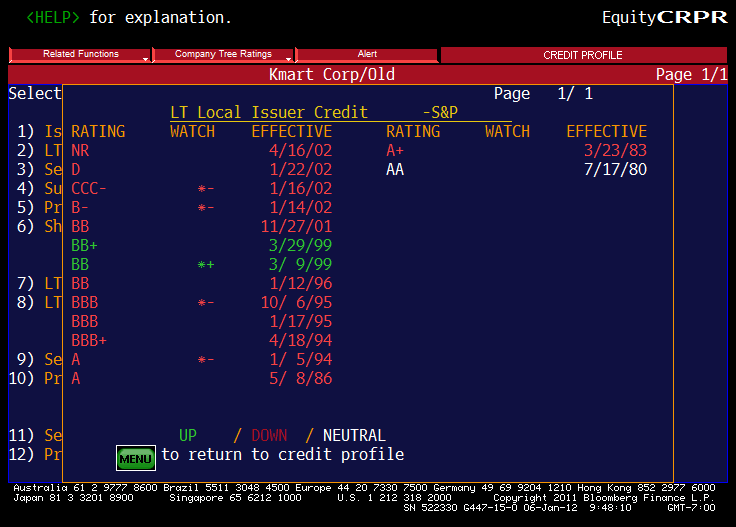 <HELP> for explanation. EquityCRPR
Related Functions Company Tree Ratings Alert CREDIT PROFILE
Kmart Corp/Old Page 1/1
Select Page 1/ 1
LT Local Issuer Credit -S&P
1) Is RATING WATCH EFFECTIVE RATING WATCH EFFECTIVE
2) LT NR 4/16/02 A+ 3/23/83
3) Se D 1/22/02 AA 7/17/80
4) Su CCC- *- 1/16/02
5) Pr B- *- 1/14/02
6) Sh BB 11/27/01
BB+ 3/29/99
BB *+ 3/ 9/99
7) LT BB 1/12/96
8) LT BBB *- 10/ 6/95
BBB 1/17/95
BBB+ 4/18/94
9) Se A *- 1/ 5/94
10) Pr A 5/ 8/86
11) Se UP / DOWN / NEUTRAL
12) Pr MENU to return to credit profile
Australia 61 2 9777 8600 Brazil 5511 3048 4500 Europe 44 20 7330 7500 Germany 49 69 9204 1210 Hong Kong 852 2977 6000
Japan 81 3 3201 8900 Singapore 65 6212 1000 U.S. 1 212 318 2000 Copyright 2011 Bloomberg Finance L.P.
SN 522330 G447-15-0 06-Jan-12 9:48:10 GMT-7:00